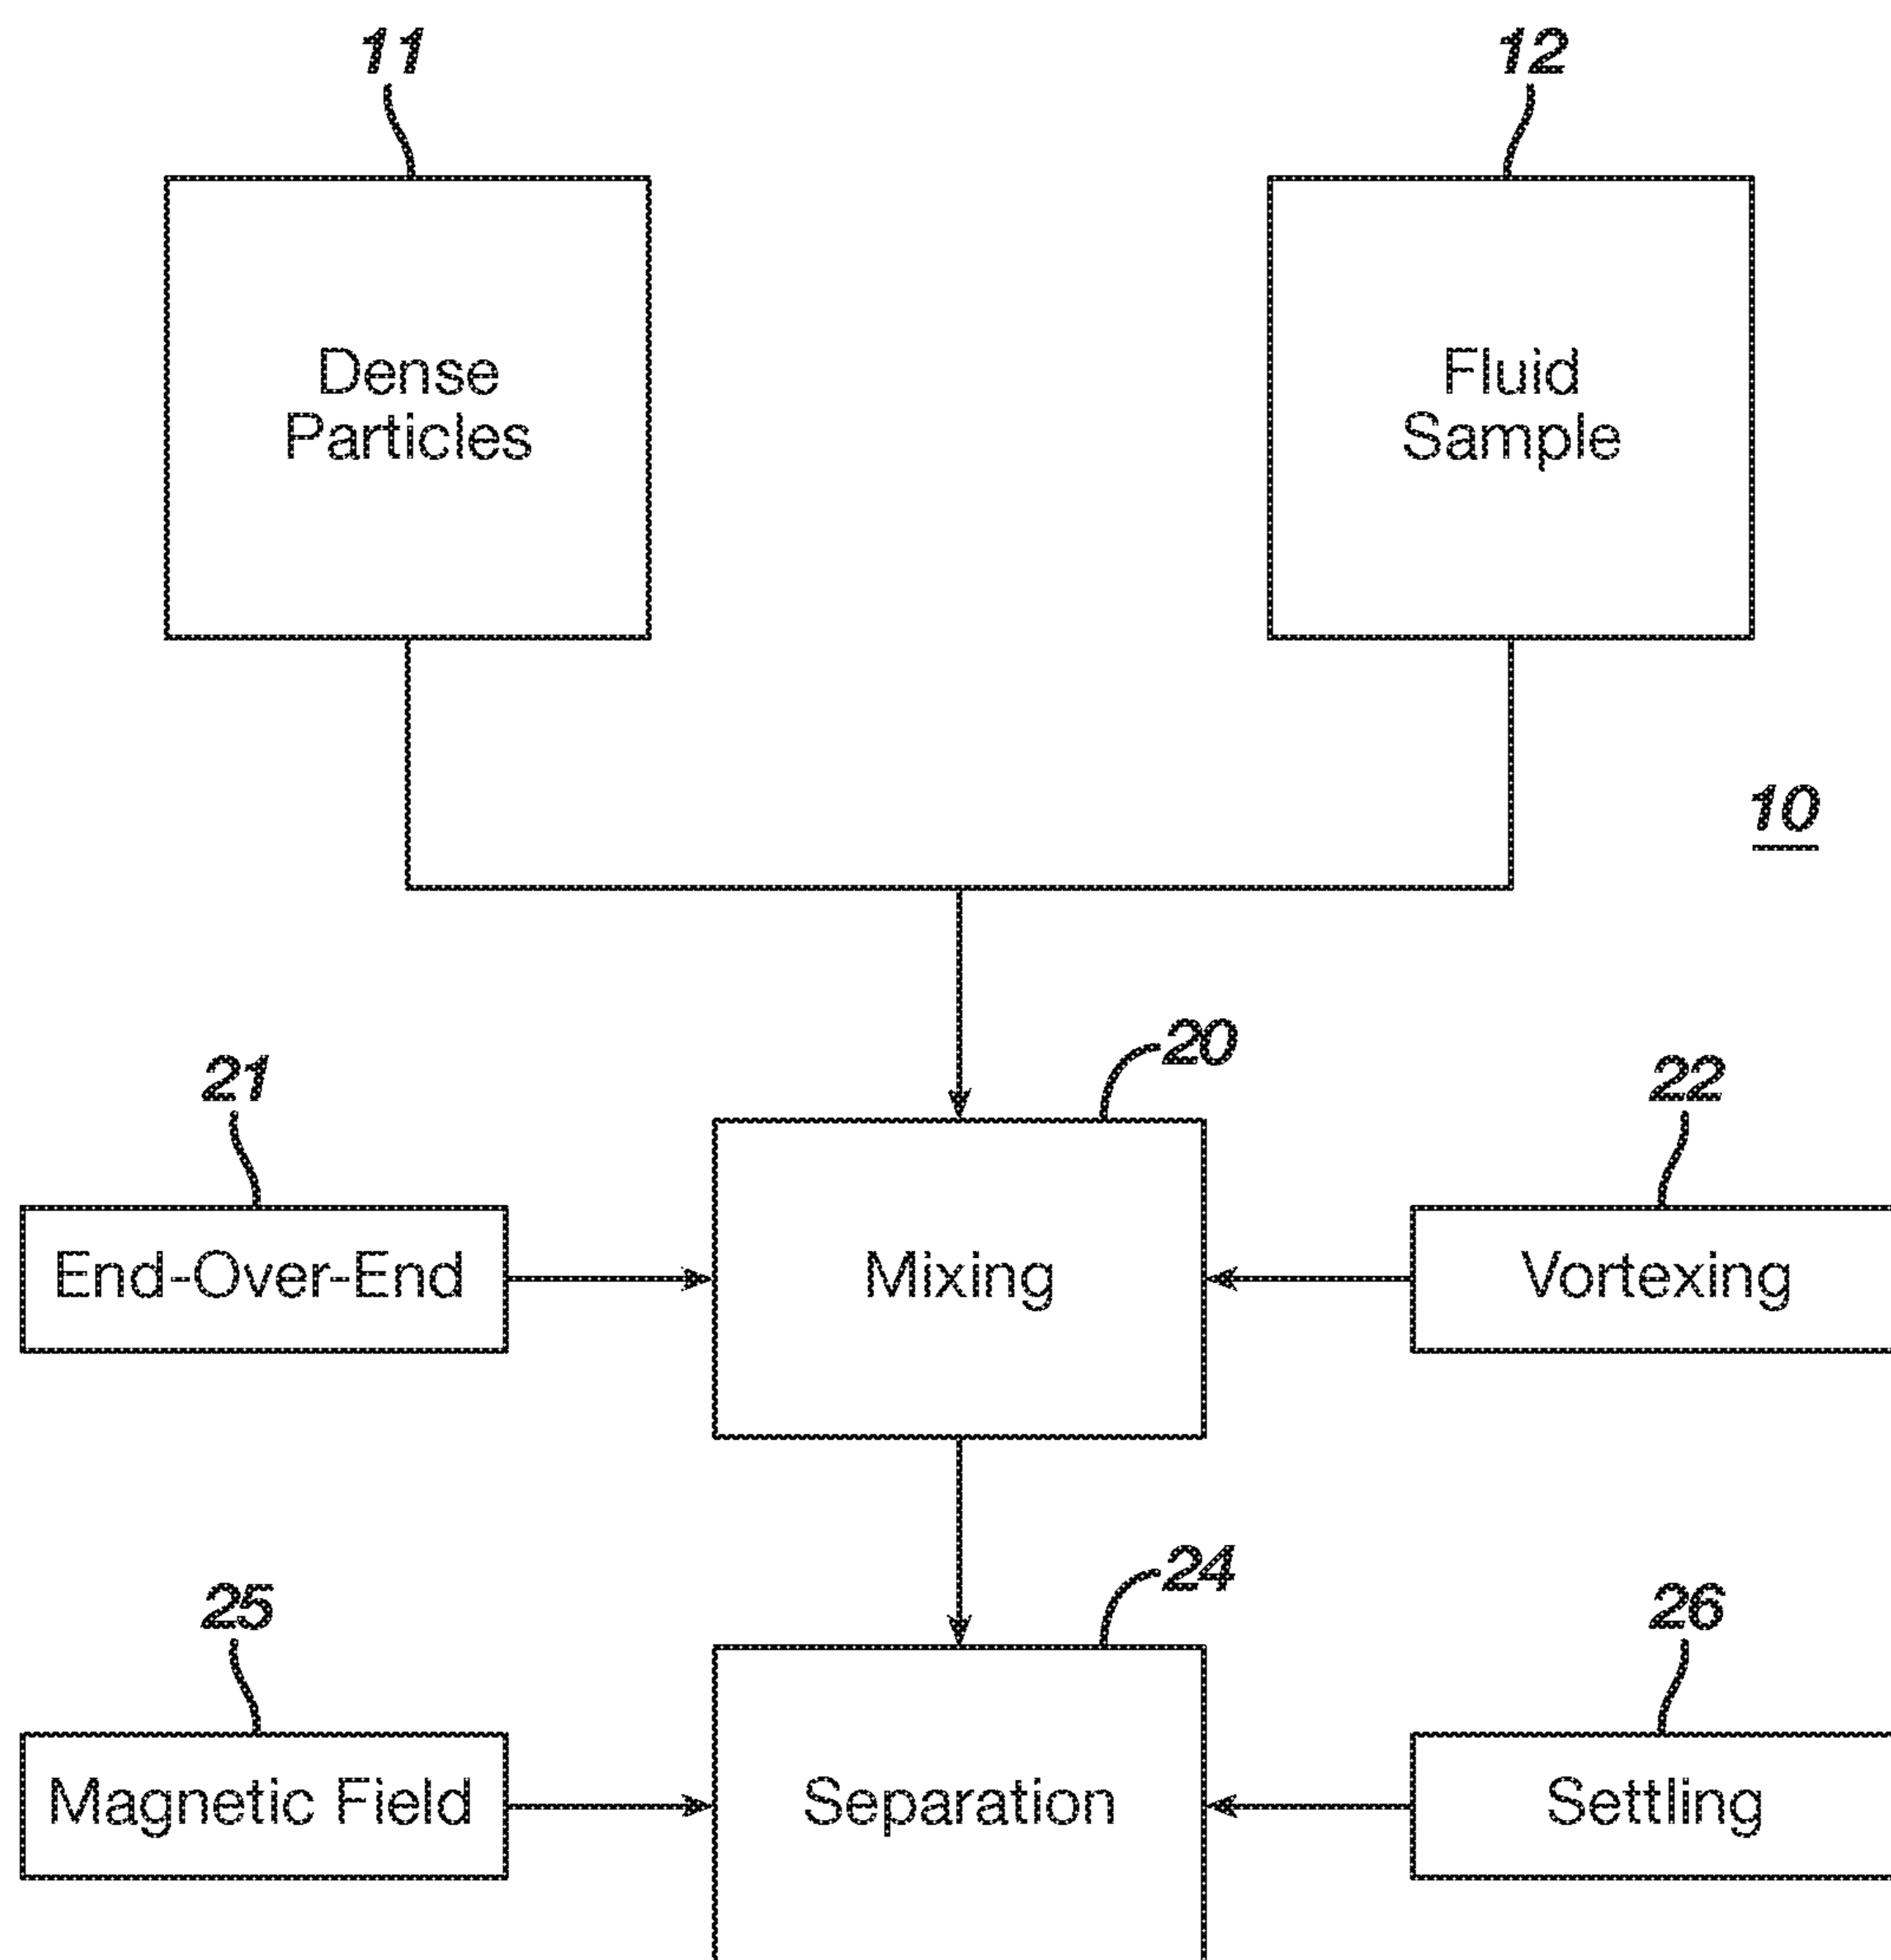 11
12
Dense
Particles
Fluid
Sample
10
20
21
22
End-Over-End
Mixing
Vortexing
24
25
26
Magnetic Field
Separation
Settling